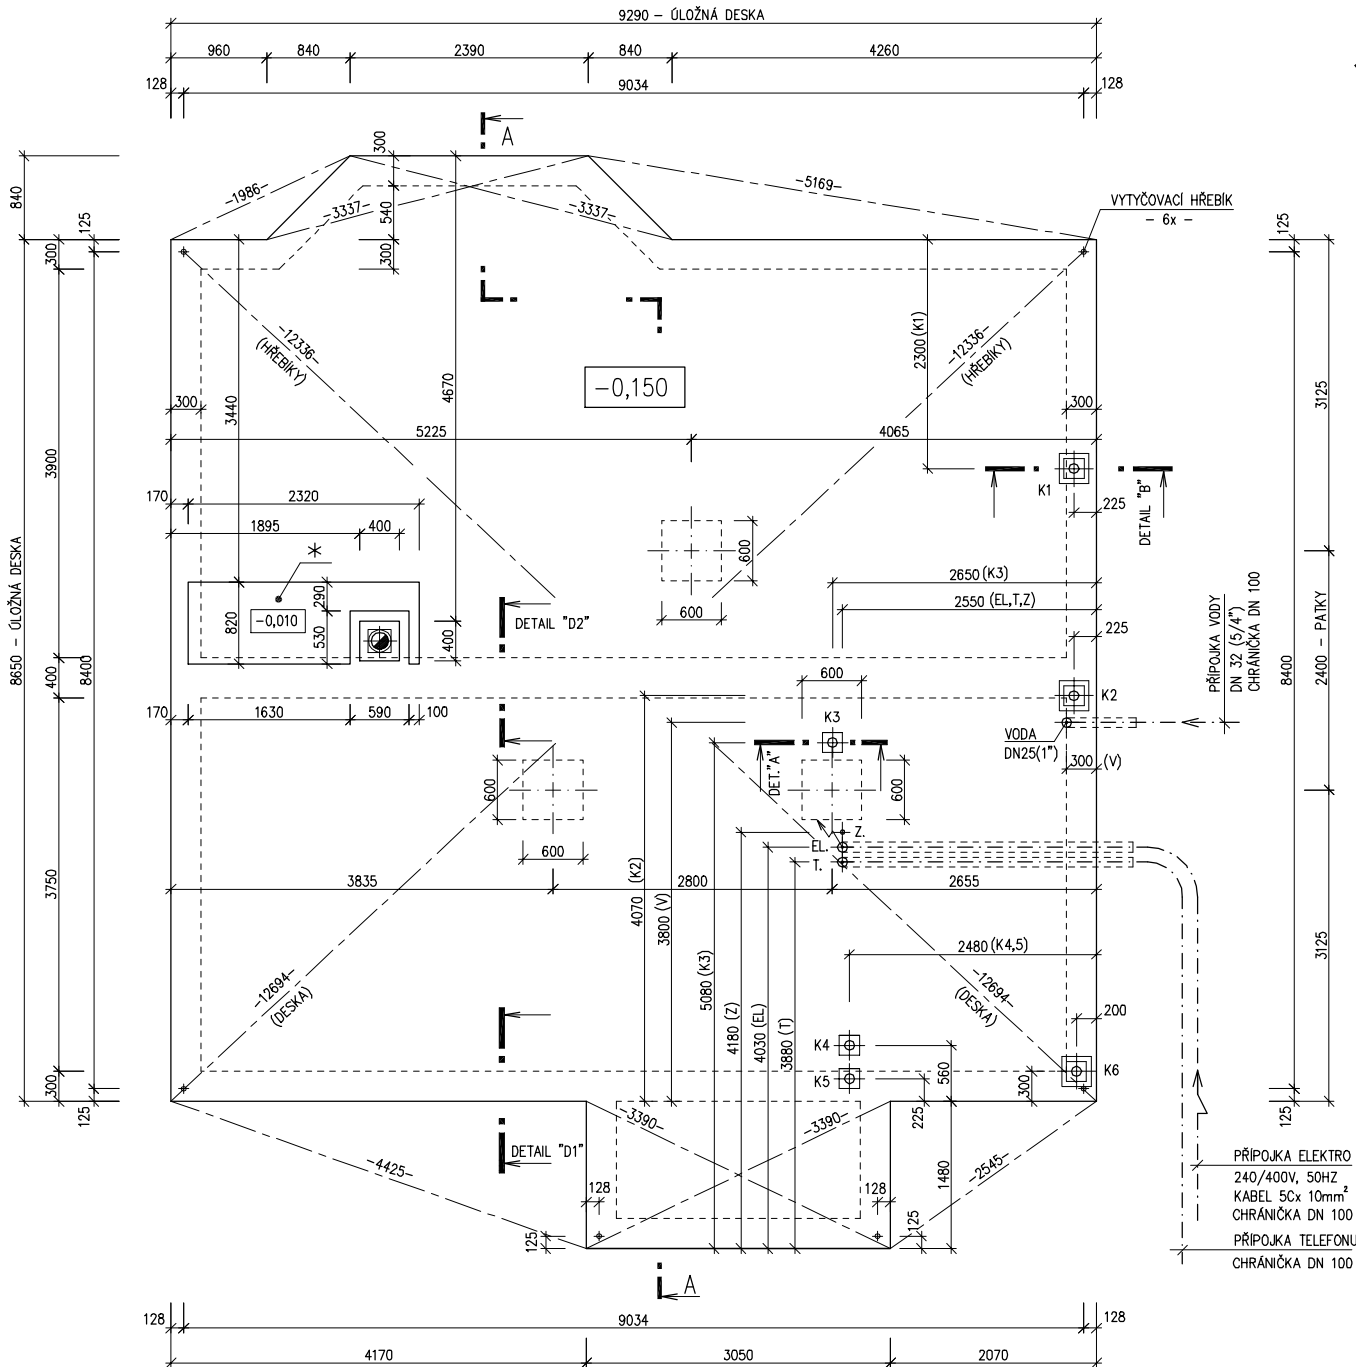 9290 – ÚLOŽNÁ DESKA
960
840
2390
840
4260
128
9034
128
A
300
-1986-
-5169-
840
125
-3337-
540
-3337-
VYTYČOVACÍ HŘEBÍK
- 6x -
125
300
300
-12336-
(HŘEBÍKY)
2300 (K1)
-12336-
(HŘEBÍKY)
-0,150
3440
4670
300
300
3125
5225
4065
3900
K1
225
DETAIL "B"
170
2320
1895
400
*
600
8650 – ÚLOŽNÁ DESKA
8400
2650 (K3)
290
-0,010
600
2550 (EL,T,Z)
DETAIL "D2"
820
530
400
225
PŘÍPOJKA VODY
DN 32 (5/4")
CHRÁNIČKA DN 100
8400
2400 – PATKY
400
600
K2
170
1630
590
100
K3
VODA
DN25(1")
DET."A"
300 (V)
600
600
Z.
EL.
T.
600
3750
3835
4070 (K2)
2800
2655
3800 (V)
2480 (K4,5)
5080 (K3)
-12694-
(DESKA)
-12694-
(DESKA)
3125
200
4180 (Z)
4030 (EL)
3880 (T)
K4
560
K5
K6
300
300
125
225
125
-3390-
-3390-
DETAIL "D1"
-4425-
1480
-2545-
PŘÍPOJKA ELEKTRO
240/400V, 50HZ
KABEL 5Cx 10mm²
CHRÁNIČKA DN 100
128
128
125
125
PŘÍPOJKA TELEFONU
CHRÁNIČKA DN 100
A
128
9034
128
4170
3050
2070